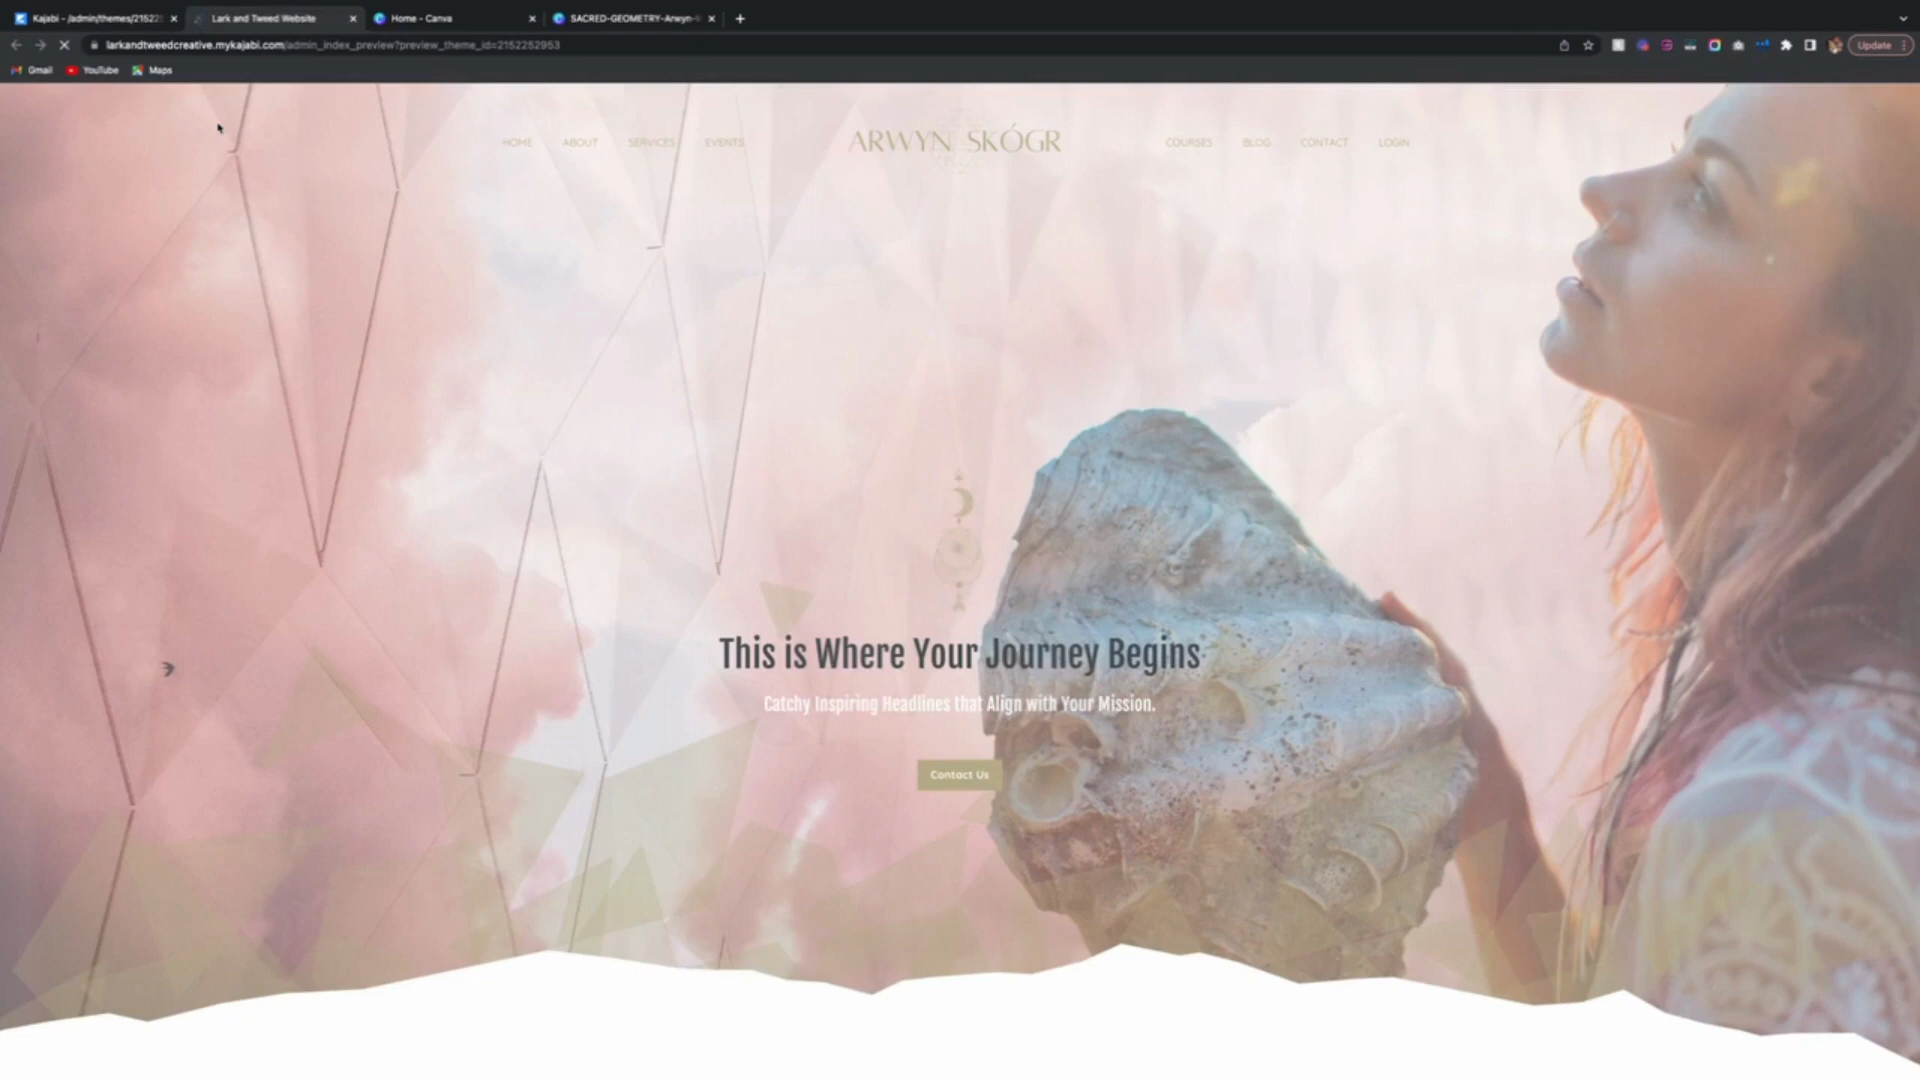 Kajabi - /admin/themes/21522
Lark and Tweed Website
Home - Canva
SACRED-GEOMETRY-Arwyn-
larkandtweedcreative.mykajabi.com/admin_index_preview?preview_theme_id=2152252953
Update
Gmail YouTube Maps
HOME ABOUT SERVICES EVENTS ARWYN SKÓGR COURSES BLOG CONTACT LOGIN
This is Where Your Journey Begins
Catchy Inspiring Headlines that Align with Your Mission.
Contact Us